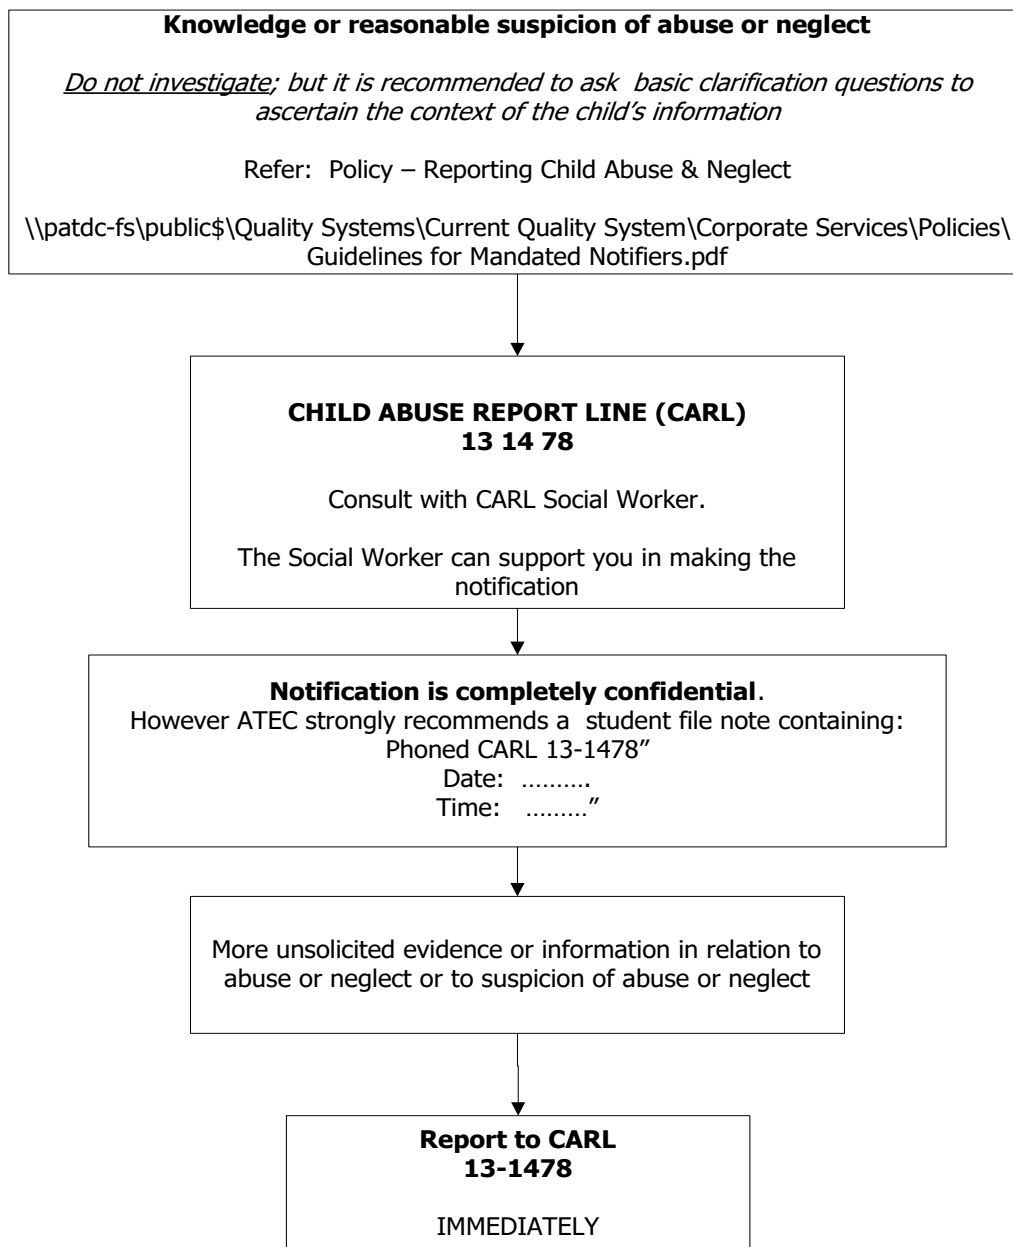 Knowledge or reasonable suspicion of abuse or neglect
Do not investigate; but it is recommended to ask basic clarification questions to
ascertain the context of the child's information
Refer: Policy – Reporting Child Abuse & Neglect
\\patdc-fs\public$\Quality Systems\Current Quality System\Corporate Services\Policies\
Guidelines for Mandated Notifiers.pdf
CHILD ABUSE REPORT LINE (CARL)
13 14 78
Consult with CARL Social Worker.
The Social Worker can support you in making the
notification
Notification is completely confidential.
However ATEC strongly recommends a student file note containing:
Phoned CARL 13-1478"
Date: ……….
Time: ………"
More unsolicited evidence or information in relation to
abuse or neglect or to suspicion of abuse or neglect
Report to CARL
13-1478
IMMEDIATELY